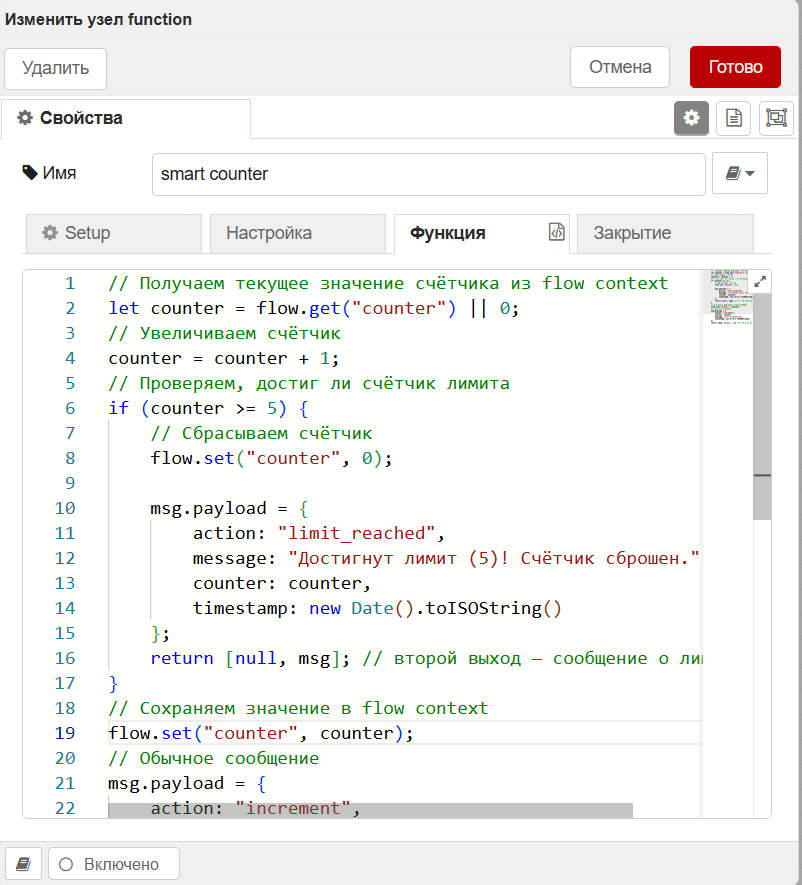 Изменить узел function
Удалить
Отмена
Готово
Свойства
Имя
smart counter
Setup
Настройка
Функция
Закрытие
1 // Получаем текущее значение счётчика из flow context
2 let counter = flow.get("counter") || 0;
3 // Увеличиваем счётчик
4 counter = counter + 1;
5 // Проверяем, достиг ли счётчик лимита
6 if (counter >= 5) {
7 // Сбрасываем счётчик
8 flow.set("counter", 0);
9
10 msg.payload = {
11 action: "limit_reached",
12 message: "Достигнут лимит (5)! Счётчик сброшен."
13 counter: counter,
14 timestamp: new Date().toISOString()
15 };
16 return [null, msg]; // второй выход — сообщение о ли
17 }
18 // Сохраняем значение в flow context
19 flow.set("counter", counter);
20 // Обычное сообщение
21 msg.payload = {
22 action: "increment",
Включено